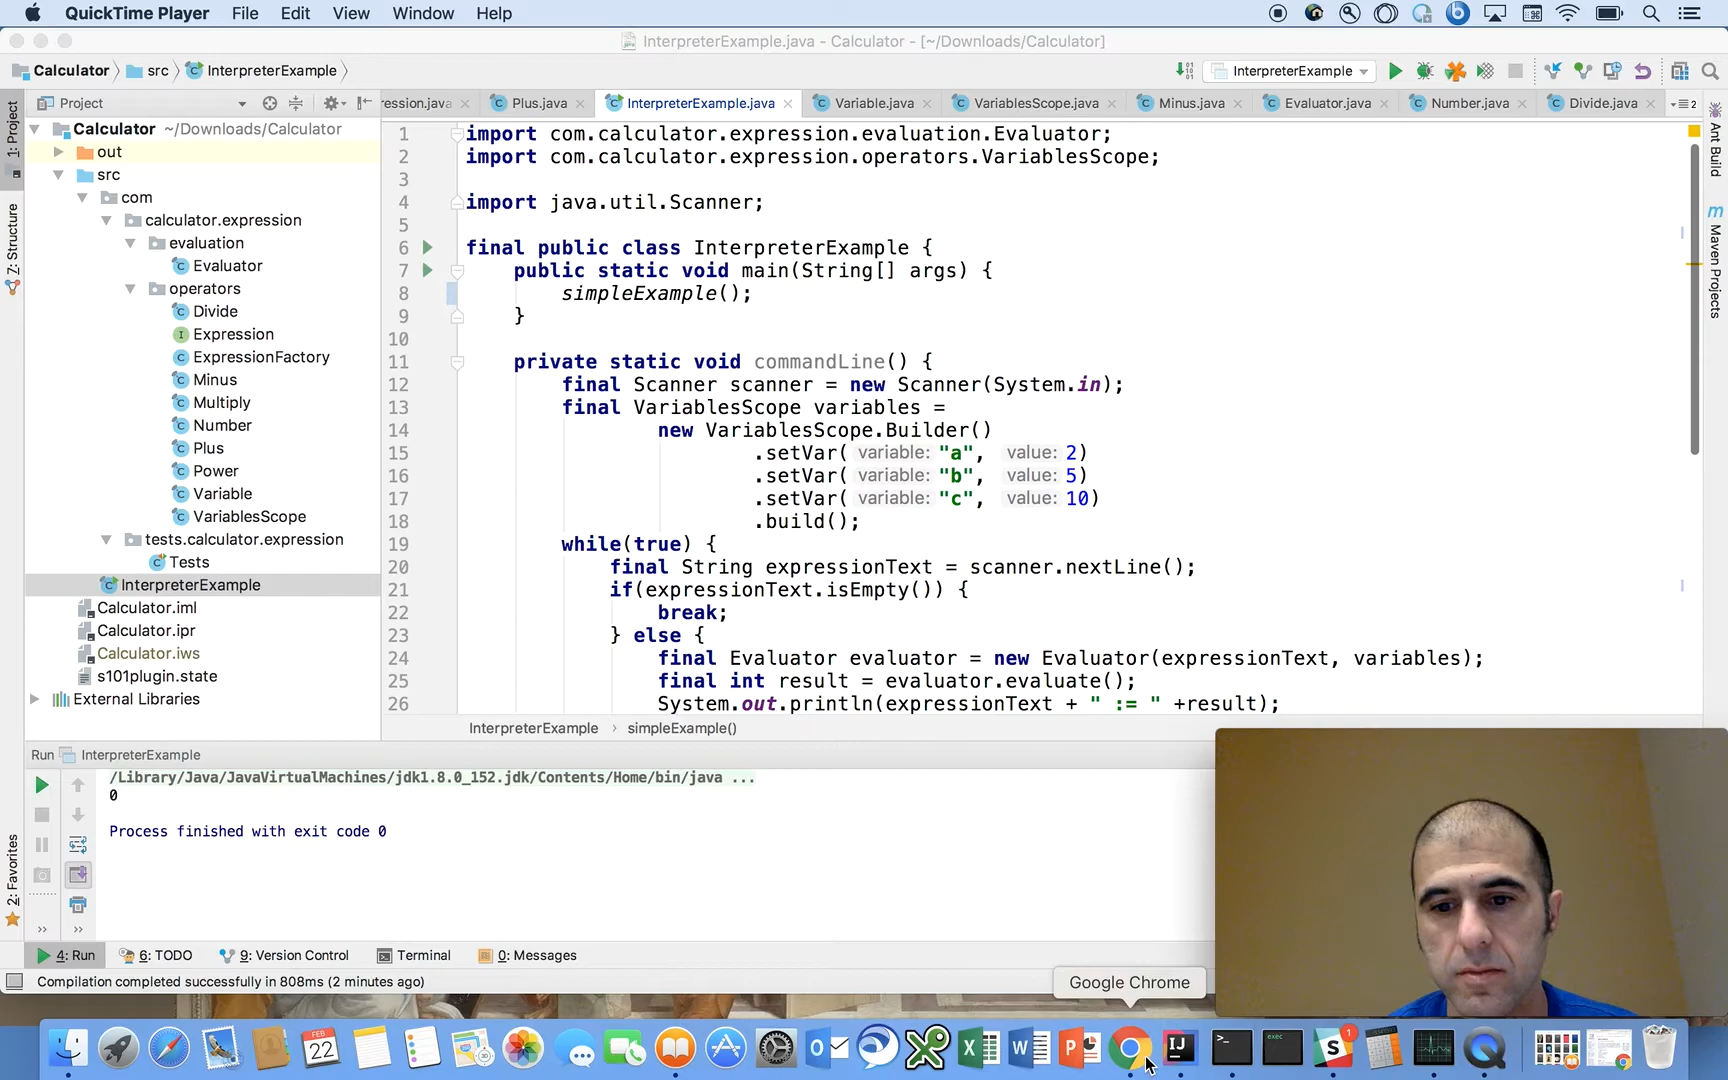 QuickTime Player File Edit View Window Help
InterpreterExample.java - Calculator - [~/Downloads/Calculator]
Calculator src InterpreterExample InterpreterExample
Project ression.java Plus.java InterpreterExample.java Variable.java VariablesScope.java Minus.java Evaluator.java Number.java Divide.java 2
1: Project
7: Structure
2: Favorites
Ant Build
Maven Projects
Calculator ~/Downloads/Calculator
out
src
com
calculator.expression
evaluation
Evaluator
operators
Divide
Expression
ExpressionFactory
Minus
Multiply
Number
Plus
Power
Variable
VariablesScope
tests.calculator.expression
Tests
InterpreterExample
Calculator.iml
Calculator.ipr
Calculator.iws
s101plugin.state
External Libraries
1 import com.calculator.expression.evaluation.Evaluator;
2 import com.calculator.expression.operators.VariablesScope;
3
4 import java.util.Scanner;
5
6 final public class InterpreterExample {
7 public static void main(String[] args) {
8 simpleExample();
9 }
10
11 private static void commandLine() {
12 final Scanner scanner = new Scanner(System.in);
13 final VariablesScope variables =
14 new VariablesScope.Builder()
15 .setVar( variable: "a", value: 2)
16 .setVar( variable: "b", value: 5)
17 .setVar( variable: "c", value: 10)
18 .build();
19 while(true) {
20 final String expressionText = scanner.nextLine();
21 if(expressionText.isEmpty()) {
22 break;
23 } else {
24 final Evaluator evaluator = new Evaluator(expressionText, variables);
25 final int result = evaluator.evaluate();
26 System.out.println(expressionText + " := " +result);
InterpreterExample simpleExample()
Run InterpreterExample
/Library/Java/JavaVirtualMachines/jdk1.8.0_152.jdk/Contents/Home/bin/java ...
0
Process finished with exit code 0
4: Run 6: TODO 9: Version Control Terminal 0: Messages
Compilation completed successfully in 808ms (2 minutes ago)
Google Chrome
FEB
22
exec
1